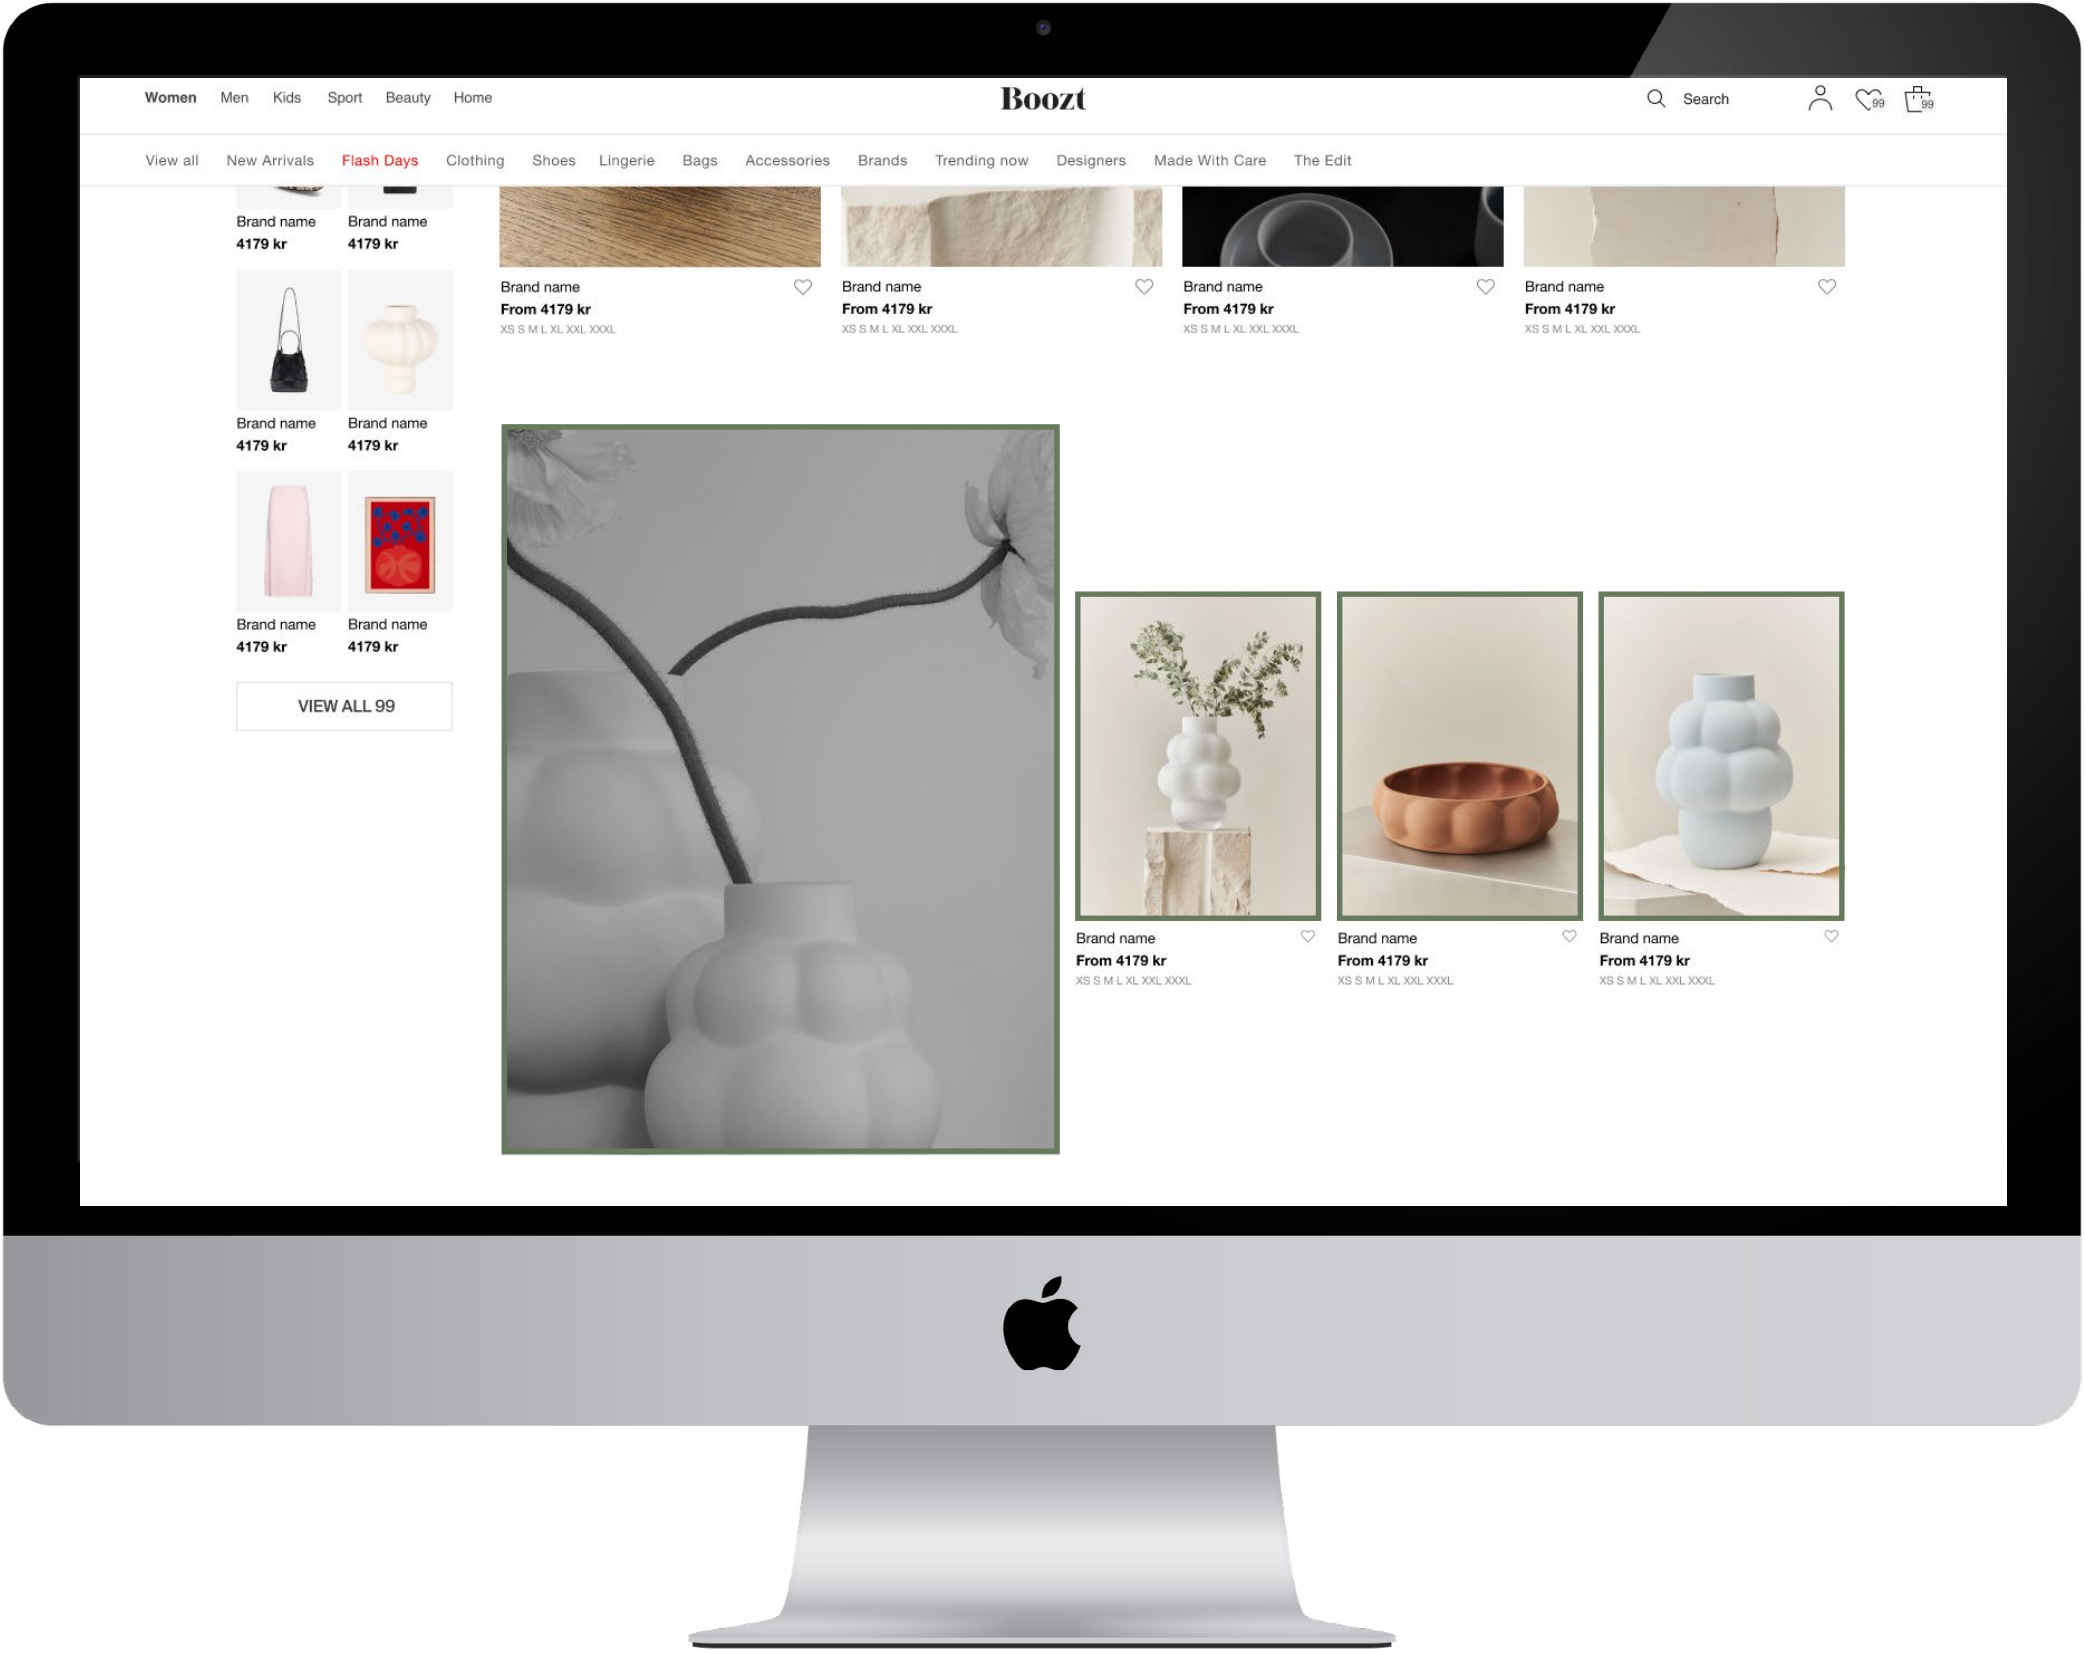 Women Men Kids Sport Beauty Home
Boozt
Search
99
99
View all New Arrivals Flash Days Clothing Shoes Lingerie Bags Accessories Brands Trending now Designers Made With Care The Edit
Brand name Brand name
4179 kr 4179 kr
Brand name Brand name
4179 kr 4179 kr
Brand name Brand name
4179 kr 4179 kr
VIEW ALL 99
Brand name Brand name Brand name Brand name
From 4179 kr From 4179 kr From 4179 kr From 4179 kr
XS S M L XL XXL XXXL XS S M L XL XXL XXXL XS S M L XL XXL XXXL XS S M L XL XXL XXXL
Brand name Brand name Brand name
From 4179 kr From 4179 kr From 4179 kr
XS S M L XL XXL XXXL XS S M L XL XXL XXXL XS S M L XL XXL XXXL